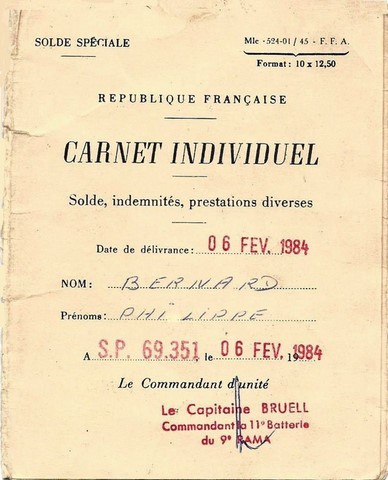 SOLDE SPÉCIALE
Mle · 524-01 / 45 - F. F. A.
Format : 10 x 12,50
REPUBLIQUE FRANÇAISE
CARNET INDIVIDUEL
Solde, indemnités, prestations diverses
Date de délivrance : 06 FEV. 1984
NOM : BERNARD
Prénoms : PHILIPPE
A S.P. 69.351, le 06 FEV. 1984
Le Commandant d'unité
Le Capitaine BRUELL
Commandant la 11e Batterie
du 9e RAMA